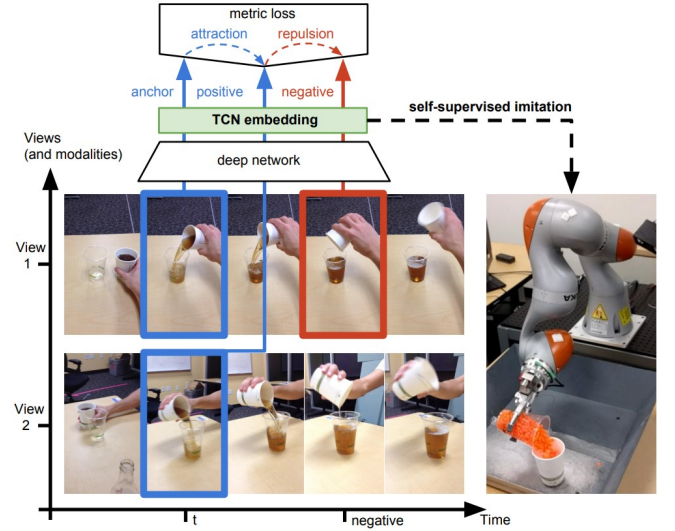 metric loss
attraction
repulsion
anchor
positive
negative
self-supervised imitation
TCN embedding
Views
(and modalities)
deep network
View
1
View
2
t
negative
Time